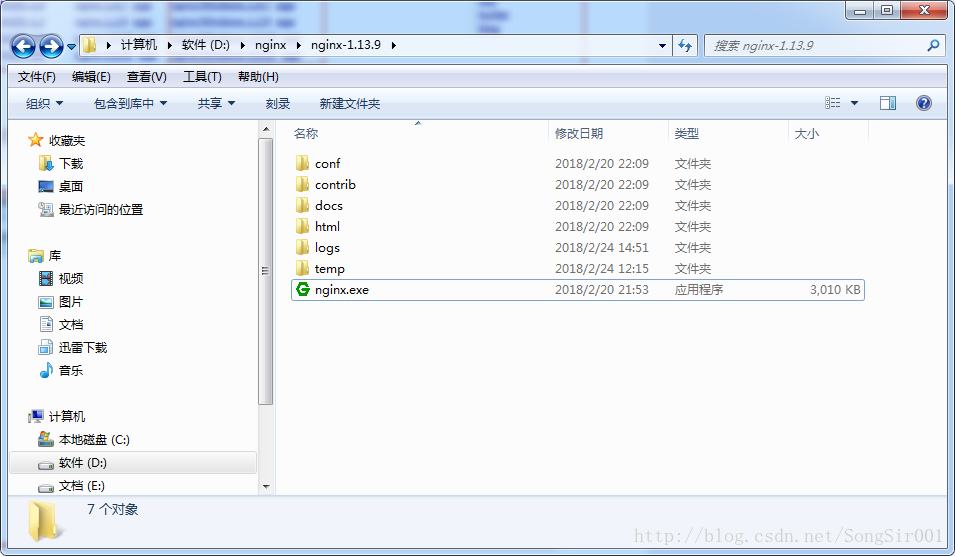 计算机 软件 (D:) nginx nginx-1.13.9
搜索 nginx-1.13.9
文件(F) 编辑(E) 查看(V) 工具(T) 帮助(H)
组织 包含到库中 共享 刻录 新建文件夹
收藏夹
下载
桌面
最近访问的位置
库
视频
图片
文档
迅雷下载
音乐
计算机
本地磁盘 (C:)
软件 (D:)
文档 (E:)
名称 修改日期 类型 大小
conf 2018/2/20 22:09 文件夹
contrib 2018/2/20 22:09 文件夹
docs 2018/2/20 22:09 文件夹
html 2018/2/20 22:09 文件夹
logs 2018/2/24 14:51 文件夹
temp 2018/2/24 12:15 文件夹
nginx.exe 2018/2/20 21:53 应用程序 3,010 KB
7 个对象
http://blog.csdn.net/SongSir001